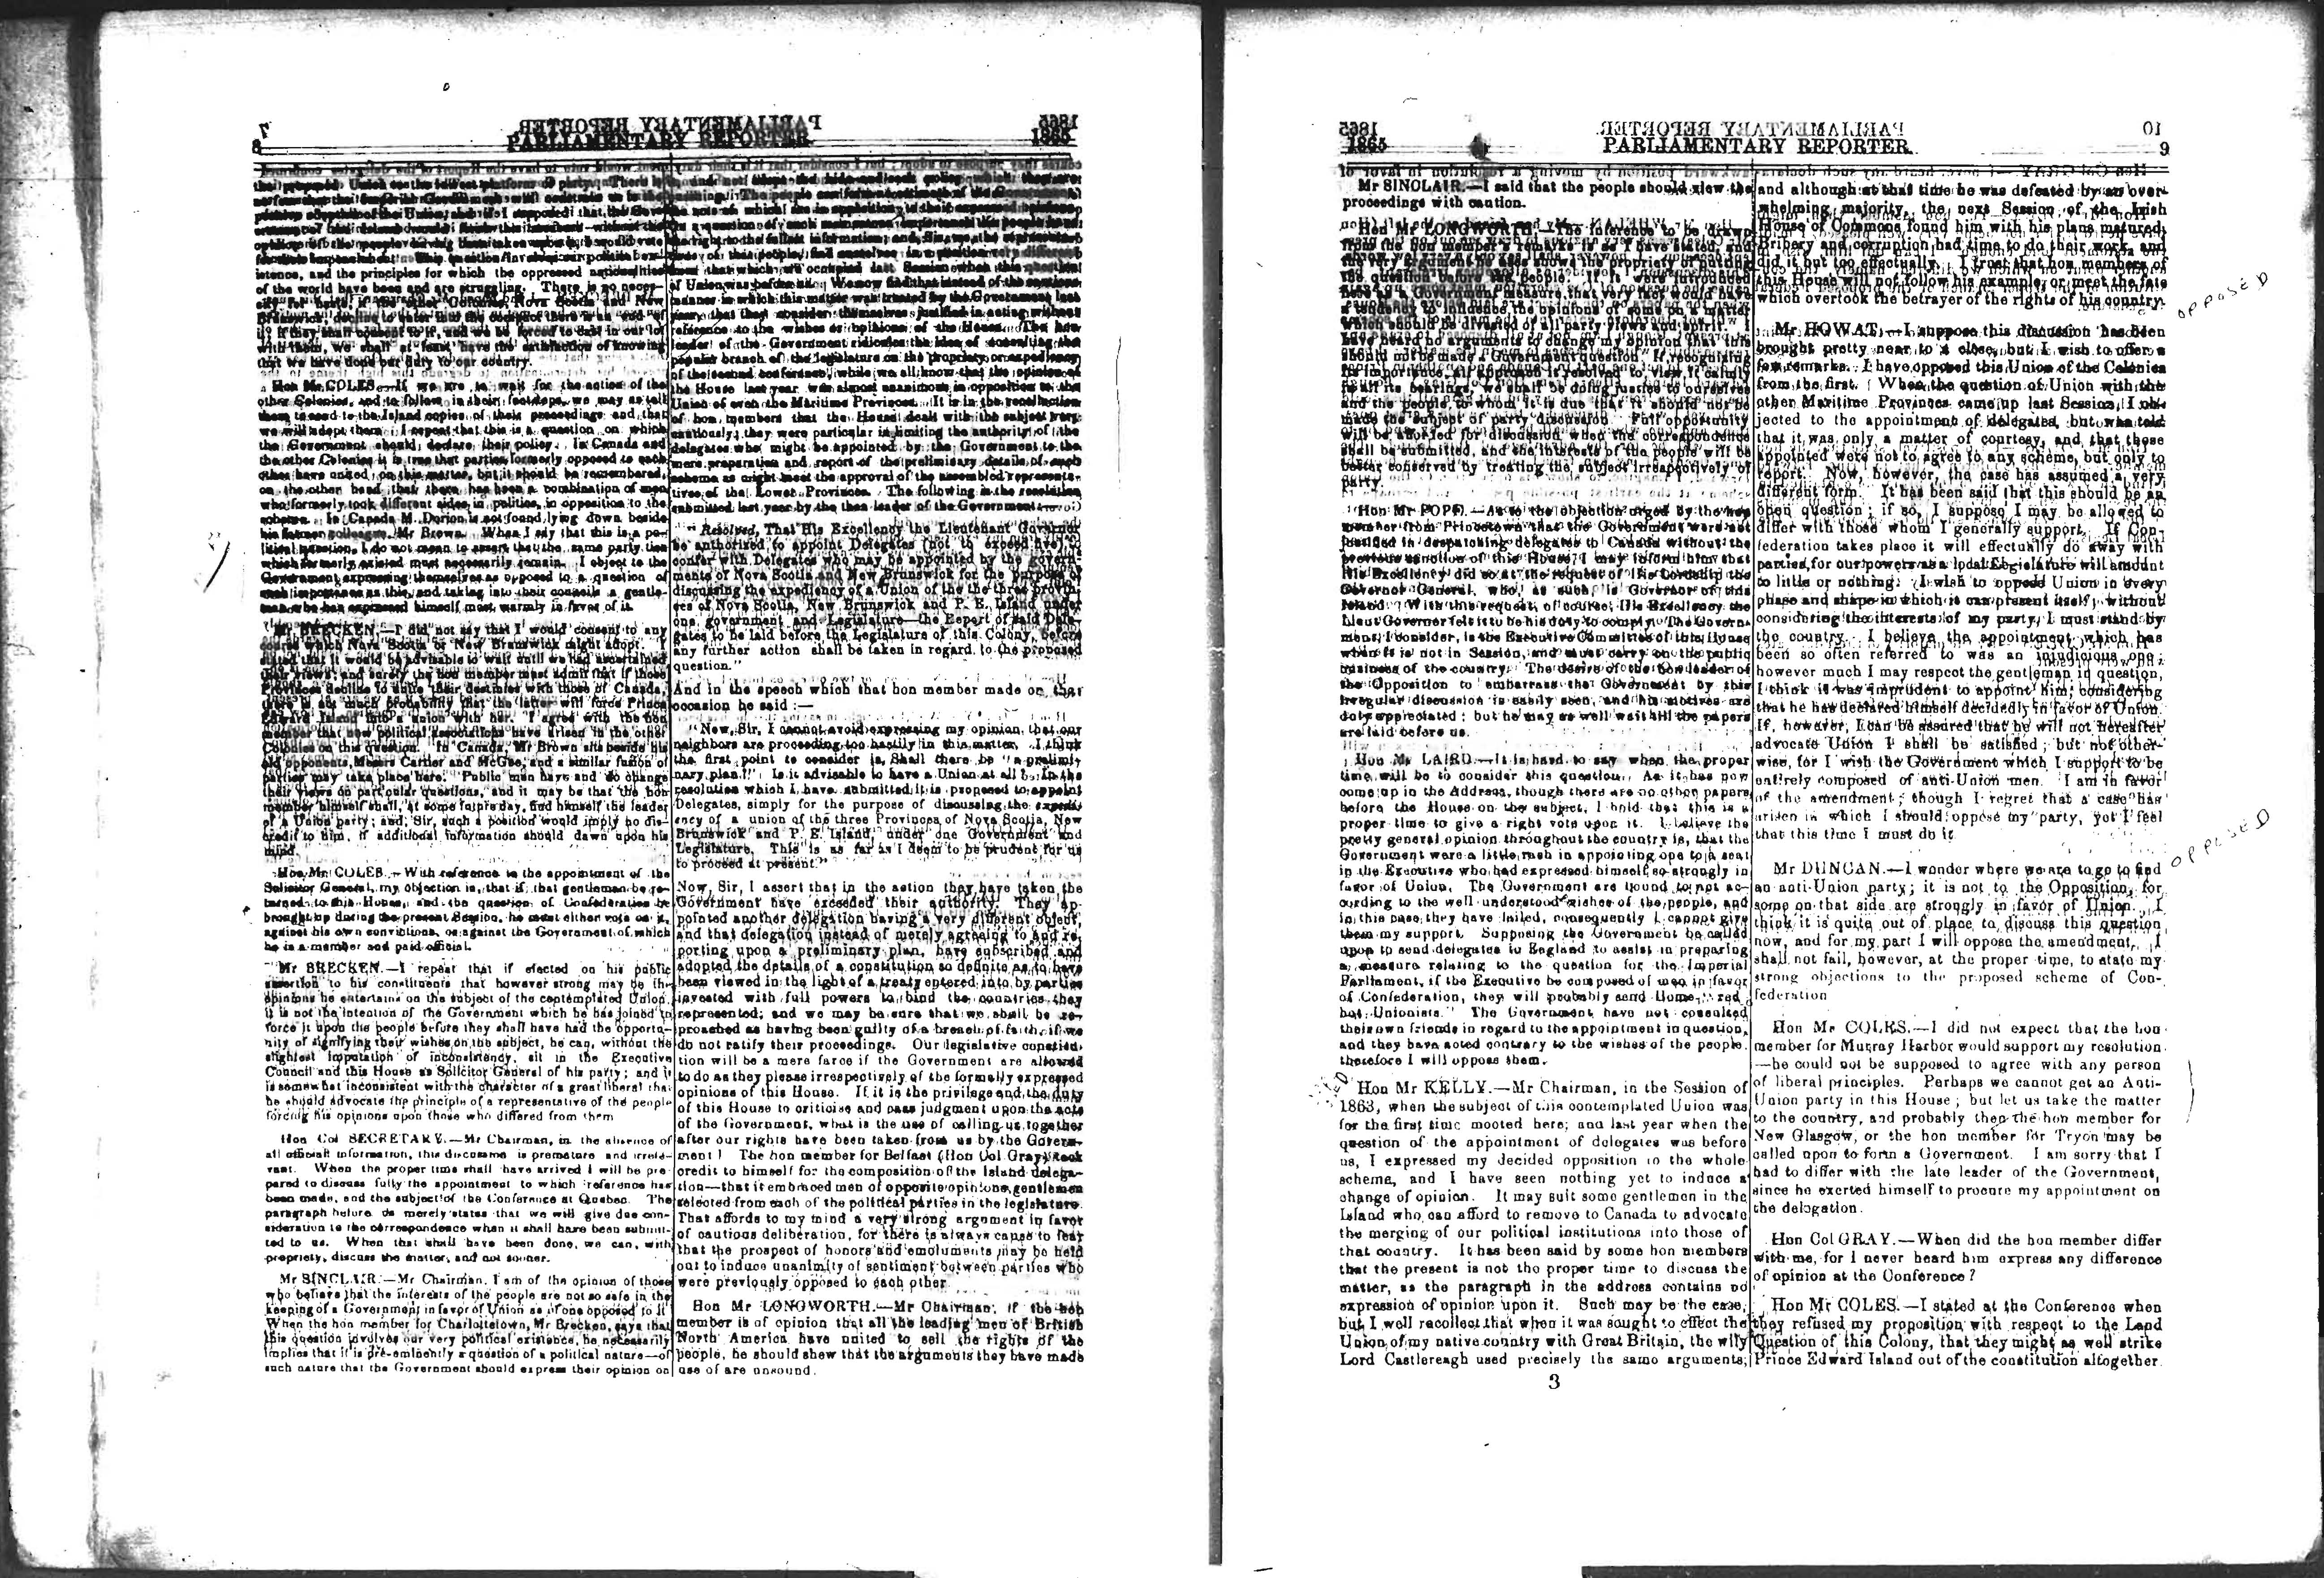 8
PARLIAMENTARY REPORTER
1865
istence, and the principles for which the oppressed nationalities
of the world have been and are struggling. There is no neces-
with them, we shall at least have the satisfaction of knowing
that we have done our duty to our country.
Hon Mr COLES.—If we are to wait for the action of the
other Colonies, and to follow in their footsteps, we may as tell
them to send to the Island copies of their proceedings and that
we will adopt them. I repeat that this is a question on which
the Government should declare their policy. In Canada and
the other Colonies it is true that parties formerly opposed to each
other have united on this matter, but it should be remembered,
on the other hand, that there has been a combination of men
who formerly took different sides in politics, in opposition to the
scheme. In Canada M. Dorion is not found lying down beside
his former colleague, Mr Brown. When I say that this is a po-
litical question, I do not mean to assert that the same party ties
which formerly existed must necessarily remain. I object to the
Government expressing themselves as opposed to a question of
such importance as this, and taking into their councils a gentle-
man who has expressed himself most warmly in favor of it.
Mr BRECKEN.—I did not say that I would consent to any
course which Nova Scotia or New Brunswick might adopt. I
stated that it would be advisable to wait until we had ascertained
their views; and surely the hon member must admit that if those
Provinces decline to unite their destinies with those of Canada,
there is not much probability that the latter will force Prince
Edward Island into a union with her. I agree with the hon
member that new political associations have arisen in the other
Colonies on this question. In Canada, Mr Brown sits beside his
old opponents, Messrs Cartier and McGee, and a similar fusion of
parties may take place here. Public men have and do change
their views on particular questions, and it may be that the hon
member himself shall, at some future day, find himself the leader
of a Union party; and, Sir, such a position would imply no dis-
credit to him, if additional information should dawn upon his
mind.
Hon Mr COLES.—With reference to the appointment of the
Solicitor General, my objection is, that if that gentleman be re-
turned to this House, and the question of Confederation be
brought up during the present Session, he must either vote on it,
against his own convictions, or against the Government of which
he is a member and paid official.
Mr BRECKEN.—I repeat that if elected on his public
assertion to his constituents that however strong may be the
opinions he entertains on the subject of the contemplated Union,
it is not the intention of the Government which he has joined to
force it upon the people before they shall have had the opportu-
nity of signifying their wishes on the subject, he can, without the
slightest imputation of inconsistency, sit in the Executive
Council and this House as Solicitor General of his party; and it
is somewhat inconsistent with the character of a great liberal that
he should advocate the principle of a representative of the people
forcing his opinions upon those who differed from them
Hon Col SECRETARY.—Mr Chairman, in the absence of
all officialt information, this discussion is premature and irrele-
vant. When the proper time shall have arrived I will be pre
pared to discuss fully the appointment to which reference has
been made, and the subject of the Conference at Quebec. The
paragraph before us merely states that we will give due con-
sideration to the correspondence when it shall have been submit-
ted to us. When that shall have been done, we can, with
propriety, discuss the matter, and not sooner.
Mr SINCLAIR.—Mr Chairman, I am of the opinion of those
who believe that the interests of the people are not so safe in the
keeping of a Government in favor of Union as of one opposed to it
When the hon member for Charlottetown, Mr Brecken, says that
this question involves our very political existence, he necessarily
implies that it is pre-eminently a question of a political nature—of
such nature that the Government should express their opinion on
of Union was before us. We now find that instead of the cautious
manner in which this matter was treated by the Government last
year, that they consider themselves justified in acting without
reference to the wishes or opinions of the House. The hon
leader of the Government ridicules the idea of consulting the
popular branch of the legislature on the propriety or expediency
of the second conference, while we all know that the opinion of
the House last year was almost unanimous in opposition to the
Union of even the Maritime Provinces. It is in the recollection
of hon. members that the House dealt with the subject very
cautiously; they were particular in limiting the authority of the
delegates who might be appointed by the Government to the
mere preparation and report of the preliminary details of such
scheme as might meet the approval of the assembled representa-
tives of the Lower Provinces. The following is the resolution
submitted last year by the then leader of the Government:
"Resolved, That His Excellency the Lieutenant Governor
be authorized to appoint Delegates (not to exceed five) to
confer with Delegates who may be appointed by the govern-
ments of Nova Scotia and New Brunswick for the purpose of
discussing the expediency of a Union of the the three provin-
ces of Nova Scotia, New Brunswick and P. E. Island under
one government and Legislature—the Report of said Dele-
gates to be laid before the Legislature of this Colony, before
any further action shall be taken in regard to the proposed
question."
And in the speech which that hon member made on that
occasion he said:—
"Now, Sir, I cannot avoid expressing my opinion that our
neighbors are proceeding too hastily in this matter. I think
the first point to consider is, Shall there be "a prelimi-
nary plan?" Is it advisable to have a Union at all? In the
resolution which I have submitted it is proposed to appoint
Delegates, simply for the purpose of discussing the expedi-
ency of a union of the three Provinces of Nova Scotia, New
Brunswick and P. E. Island, under one Government and
Legislature. This is as far as I deem to be prudent for us
to proceed at present."
Now, Sir, I assert that in the action they have taken the
Government have exceeded their authority. They ap-
pointed another delegation having a very different object,
and that delegation instead of merely agreeing to and re-
porting upon a preliminary plan, have subscribed and
adopted the details of a constitution so definite as to have
been viewed in the light of a treaty entered into by parties
invested with full powers to bind the countries they
represented; and we may be sure that we shall be re-
proached as having been guilty of a breach of faith, if we
do not ratify their proceedings. Our legislative constitu-
tion will be a mere farce if the Government are allowed
to do as they please irrespectively of the formally expressed
opinions of this House. If it is the privilege and the duty
of this House to criticise and pass judgment upon the acts
of the Government, what is the use of calling us together
after our rights have been taken from us by the Govern-
ment! The hon member for Belfast (Hon Col Gray) took
credit to himself for the composition of the Island delega-
tion—that it embraced men of opposite opinions, gentlemen
selected from each of the political parties in the legislature.
That affords to my mind a very strong argument in favor
of cautious deliberation, for there is always cause to fear
that the prospect of honors and emoluments may be held
out to induce unanimity of sentiment between parties who
were previously opposed to each other
Hon Mr LONGWORTH.—Mr Chairman, if the hon
member is of opinion that all the leading men of British
North America have united to sell the rights of the
people, he should shew that the arguments they have made
use of are unsound.
1865
PARLIAMENTARY REPORTER
9
Mr SINCLAIR.—I said that the people should view the
proceedings with caution.
Hon Mr LONGWORTH.—The inference to be drawn
from the hon member's remarks is as I have stated, and
the very argument he uses shows the propriety of putting
the question before the people. If it were introduced
here as a Government measure, that very fact would have
a tendency to influence the opinions of some on a matter
which should be divested of all party views and spirit. I
have heard no arguments to change my opinion that this
should not be made a Government question. If, recognizing
its importance, all approach it resolved to view it calmly
in all its bearings, we shall be doing justice to ourselves
and the people, to whom it is due that it should not be
made the subject of party discussion. Full opportunity
will be afforded for discussion when the correspondence
shall be submitted, and the interests of the people will be
better conserved by treating the subject irrespectively of
party.
Hon Mr POPE.—As to the objection urged by the hon
member from Princetown that the Government were not
justified in despatching delegates to Canada without the
previous sanction of this House, I may inform him that
His Excellency did so at the request of His Lordship the
Governor General, who, as such is Governor of this
Island. With this request, of course, His Excellency the
Lieut Governor felt it to be his duty to comply. The Govern-
ment, I consider, is the Executive Committee of this House
when it is not in Session, and must carry on the public
business of the country. The desire of the hon leader of
the Opposition to embarrass the Government by this
irregular discussion is easily seen, and his motives are
duly appreciated; but he may as well wait till the papers
are laid before us.
Hon Mr LAIRD.—It is hard to say when the proper
time will be to consider this question. As it has now
come up in the Address, though there are no other papers
before the House on the subject, I hold that this is a
proper time to give a right vote upon it. I believe the
pretty general opinion throughout the country is, that the
Government were a little rash in appointing one to a seat
in the Executive who had expressed himself so strongly in
favor of Union. The Government are bound to act ac-
cording to the well understood wishes of the people, and
in this case they have failed, consequently I cannot give
them my support. Supposing the Government be called
upon to send delegates to England to assist in preparing
a measure relating to the question for the Imperial
Parliament, if the Executive be composed of men in favor
of Confederation, they will probably send Home "red
hot Unionists." The Government have not consulted
their own friends in regard to the appointment in question,
and they have acted contrary to the wishes of the people.
therefore I will oppose them.
Hon Mr KELLY.—Mr Chairman, in the Session of
1863, when the subject of this contemplated Union was
for the first time mooted here; and last year when the
question of the appointment of delegates was before
us, I expressed my decided opposition to the whole
schema, and I have seen nothing yet to induce a
change of opinion. It may suit some gentlemen in the
Island who can afford to remove to Canada to advocate
the merging of our political institutions into those of
that country. It has been said by some hon members
that the present is not the proper time to discuss the
matter, as the paragraph in the address contains no
expression of opinion upon it. Such may be the case,
but I well recollect that when it was sought to effect the
Union of my native country with Great Britain, the wily
Lord Castlereagh used precisely the same arguments;
and although at that time he was defeated by an over-
whelming majority, the next Session of the Irish
House of Commons found him with his plans matured.
Bribery and corruption had time to do their work, and
did it but too effectually. I trust that hon members of
this House will not follow his example, or meet the fate
which overtook the betrayer of the rights of his country.
OPPOSED
Mr HOWAT.—I suppose this discussion has been
brought pretty near to a close, but I wish to offer a
few remarks. I have opposed this Union of the Colonies
from the first. When the question of Union with the
other Maritime Provinces came up last Session, I ob-
jected to the appointment of delegates, but was told
that it was only a matter of courtesy, and that those
appointed were not to agree to any scheme, but only to
report. Now, however, the case has assumed a very
different form. It has been said that this should be an
open question; if so, I suppose I may be allowed to
differ with those whom I generally support. If Con-
federation takes place it will effectually do away with
parties, for our powers as a local Legislature will amount
to little or nothing. I wish to oppose Union in every
phase and shape in which it can present itself; without
considering the interests of my party, I must stand by
the country. I believe the appointment which has
been so often referred to was an injudicious one;
however much I may respect the gentleman in question,
I think it was imprudent to appoint him, considering
that he has declared himself decidedly in favor of Union.
If, however, I can be assured that he will not hereafter
advocate Union I shall be satisfied; but not other-
wise, for I wish the Government which I support to be
entirely composed of anti-Union men. I am in favor
of the amendment; though I regret that a case has
arisen in which I should oppose my party, yet I feel
that this time I must do it
OPPOSED
Mr DUNCAN.—I wonder where we are to go to find
an anti-Union party; it is not to the Opposition, for
some on that side are strongly in favor of Union. I
think it is quite out of place to discuss this question
now, and for my part I will oppose the amendment. I
shall not fail, however, at the proper time, to state my
strong objections to the proposed scheme of Con-
federation
Hon Mr COLES.—I did not expect that the hon
member for Murray Harbor would support my resolution
—he could not be supposed to agree with any person
of liberal principles. Perhaps we cannot get an Anti-
Union party in this House; but let us take the matter
to the country, and probably then the hon member for
New Glasgow, or the hon member for Tryon may be
called upon to form a Government. I am sorry that I
had to differ with the late leader of the Government,
since he exerted himself to procure my appointment on
the delegation.
Hon Col GRAY.—When did the hon member differ
with me, for I never heard him express any difference
of opinion at the Conference?
Hon Mr COLES.—I stated at the Conference when
they refused my proposition with respect to the Land
Question of this Colony, that they might as well strike
Prince Edward Island out of the constitution altogether
3